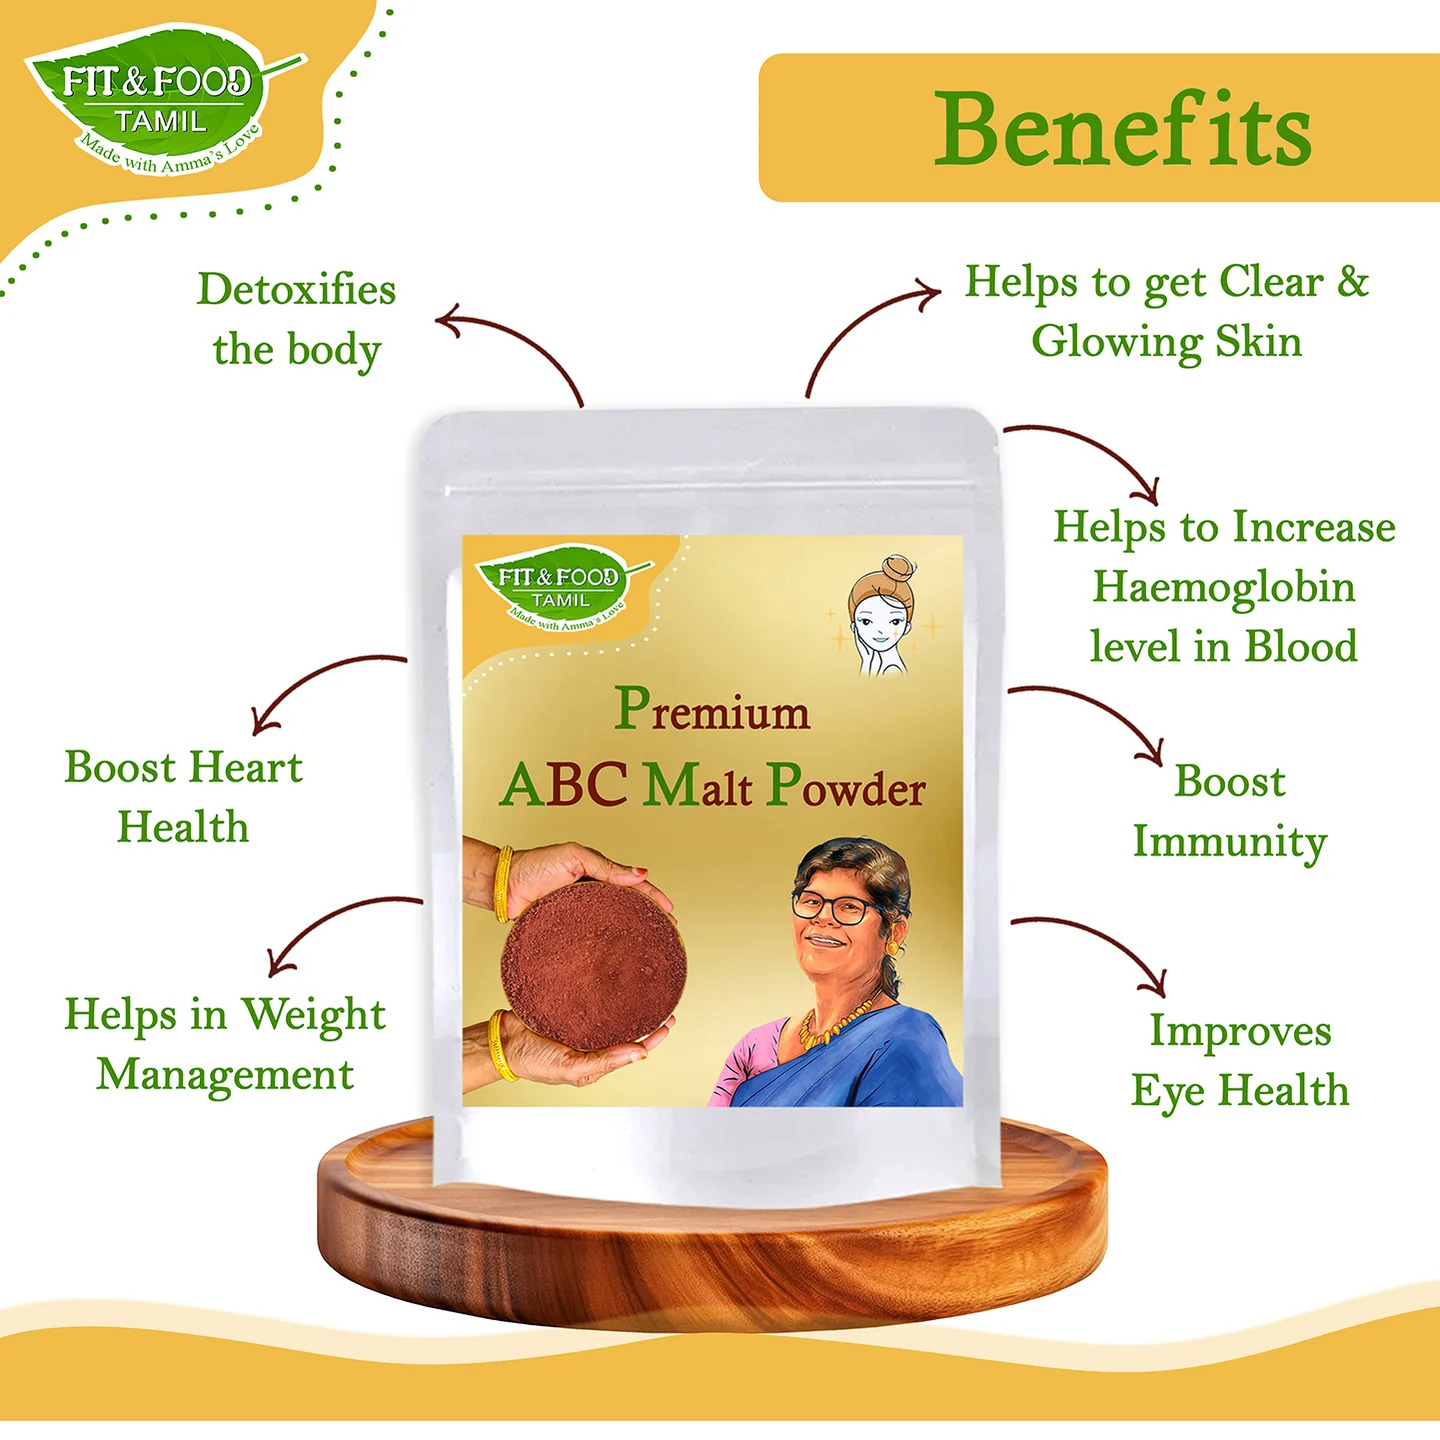 FIT & FOOD
TAMIL
Made with Amma's Love
Benefits
Detoxifies
the body
Helps to get Clear &
Glowing Skin
Helps to Increase
Haemoglobin
level in Blood
Boost Heart
Health
Boost
Immunity
Helps in Weight
Management
Improves
Eye Health
FIT & FOOD
TAMIL
Made with Amma's Love
Premium
ABC Malt Powder